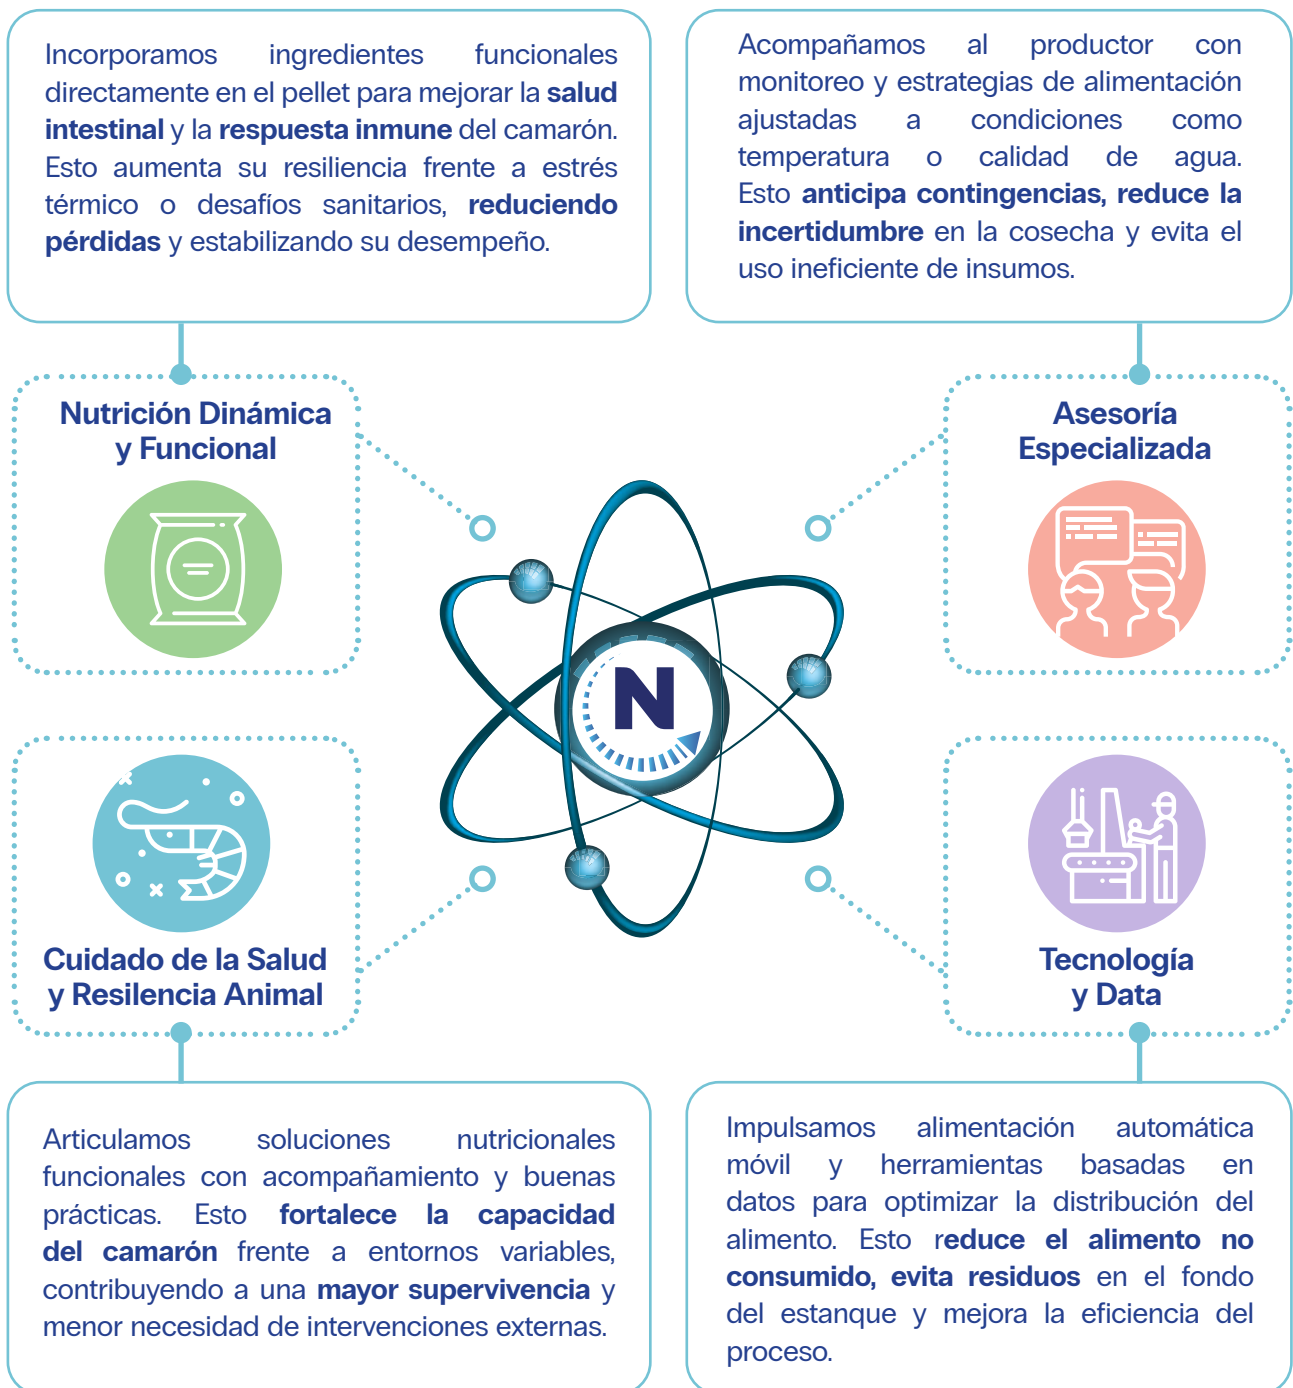 Incorporamos ingredientes funcionales
directamente en el pellet para mejorar la salud
intestinal y la respuesta inmune del camarón.
Esto aumenta su resiliencia frente a estrés
térmico o desafíos sanitarios, reduciendo
pérdidas y estabilizando su desempeño.
Acompañamos al productor con
monitoreo y estrategias de alimentación
ajustadas a condiciones como
temperatura o calidad de agua.
Esto anticipa contingencias, reduce la
incertidumbre en la cosecha y evita el
uso ineficiente de insumos.
Nutrición Dinámica
y Funcional
Asesoría
Especializada
N
Cuidado de la Salud
y Resilencia Animal
Tecnología
y Data
Articulamos soluciones nutricionales
funcionales con acompañamiento y buenas
prácticas. Esto fortalece la capacidad
del camarón frente a entornos variables,
contribuyendo a una mayor supervivencia y
menor necesidad de intervenciones externas.
Impulsamos alimentación automática
móvil y herramientas basadas en
datos para optimizar la distribución del
alimento. Esto reduce el alimento no
consumido, evita residuos en el fondo
del estanque y mejora la eficiencia del
proceso.